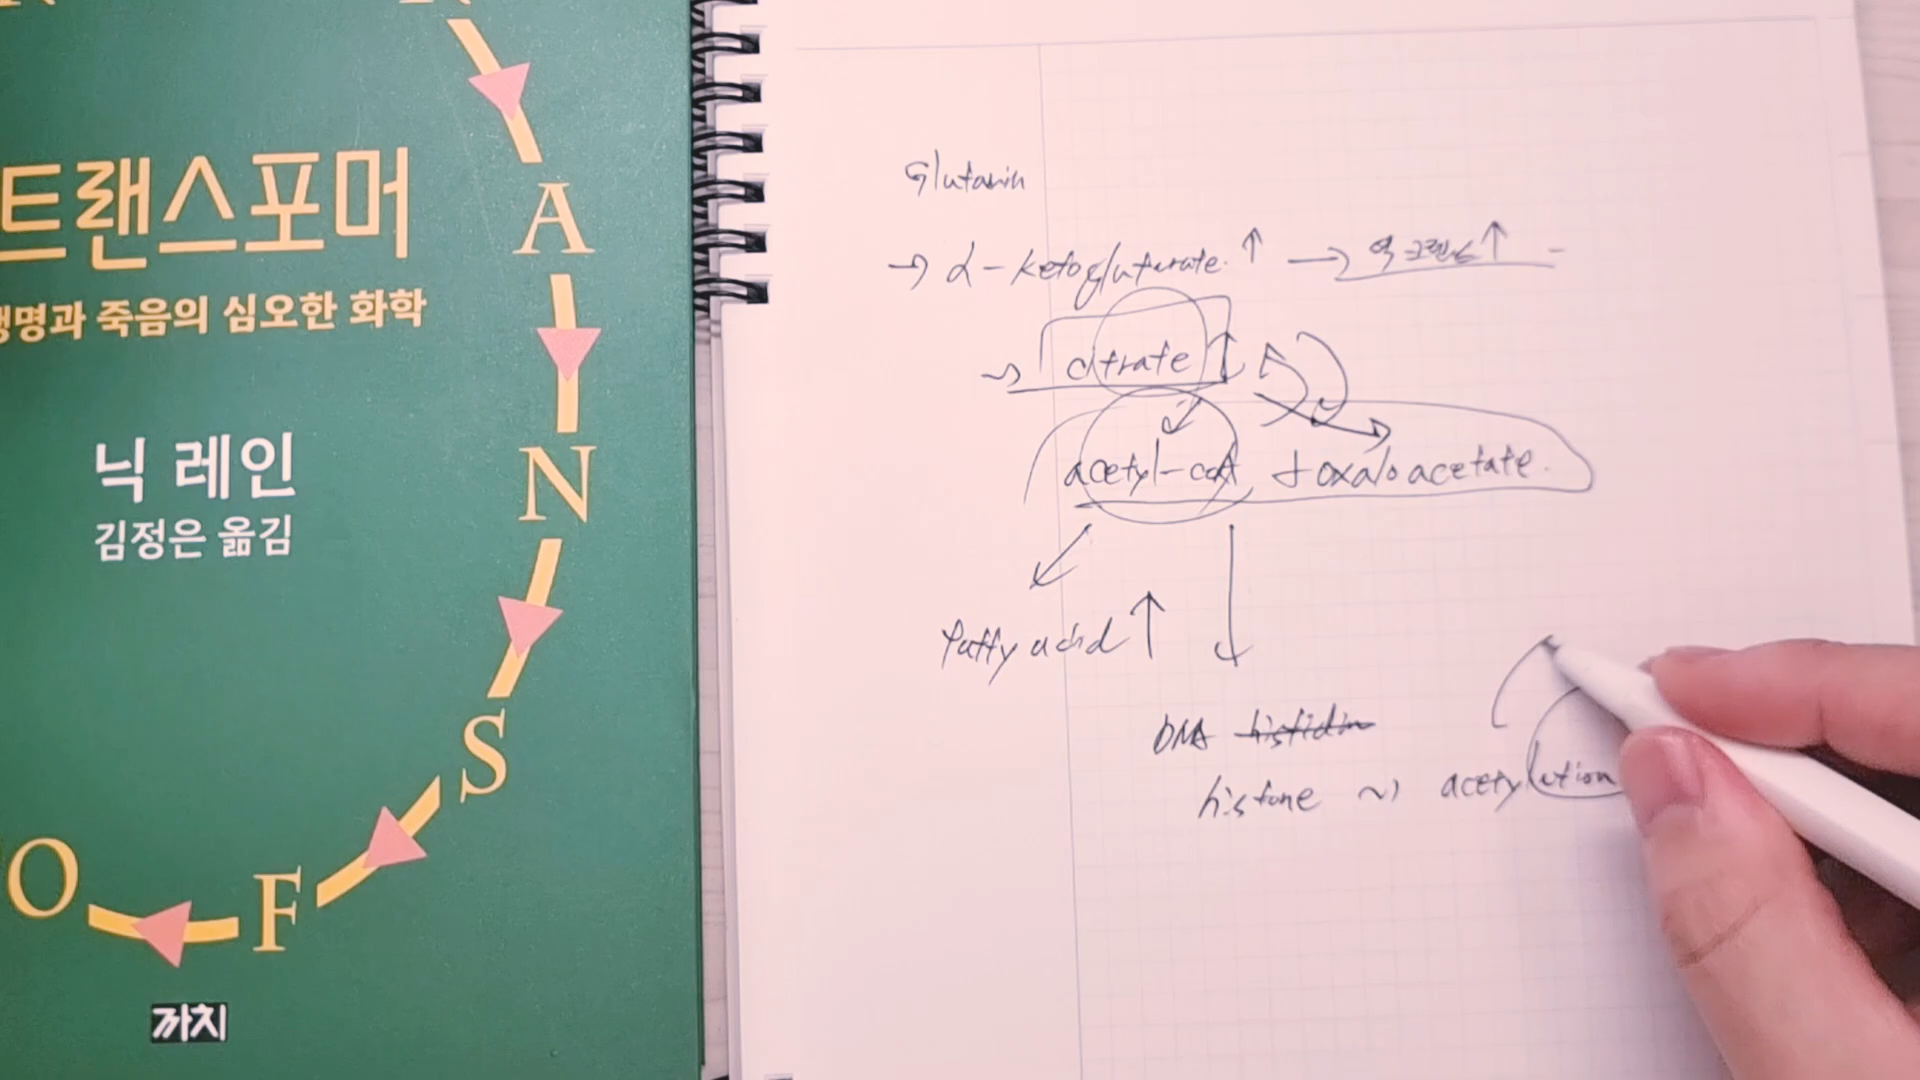 R
A
N
S
F
O
트랜스포머
생명과 죽음의 심오한 화학
닉 레인
김정은 옮김
까치
Glutamin
→ α-ketogluterate ↑ → 역크렙스 ↑ -
→ citrate ↑
acetyl-coA + oxaloacetate.
fatty acid ↑
DNA histidin
histone ~) acetylation